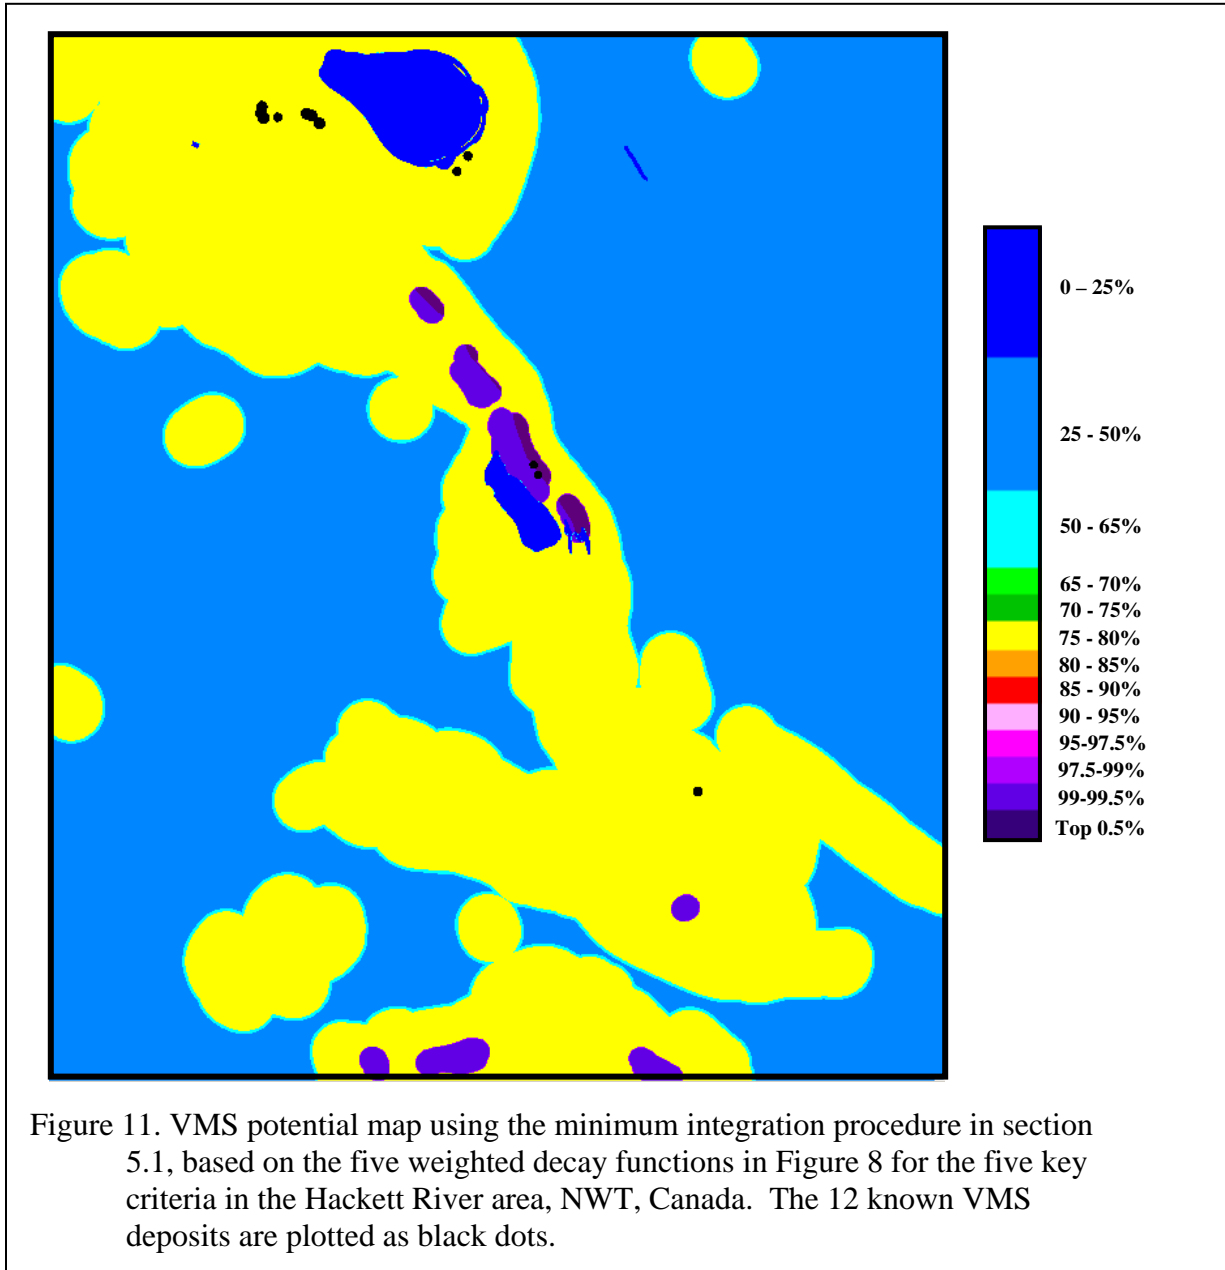 0 – 25%
25 - 50%
50 - 65%
65 - 70%
70 - 75%
75 - 80%
80 - 85%
85 - 90%
90 - 95%
95-97.5%
97.5-99%
99-99.5%
Top 0.5%
Figure 11. VMS potential map using the minimum integration procedure in section
5.1, based on the five weighted decay functions in Figure 8 for the five key
criteria in the Hackett River area, NWT, Canada.  The 12 known VMS
deposits are plotted as black dots.